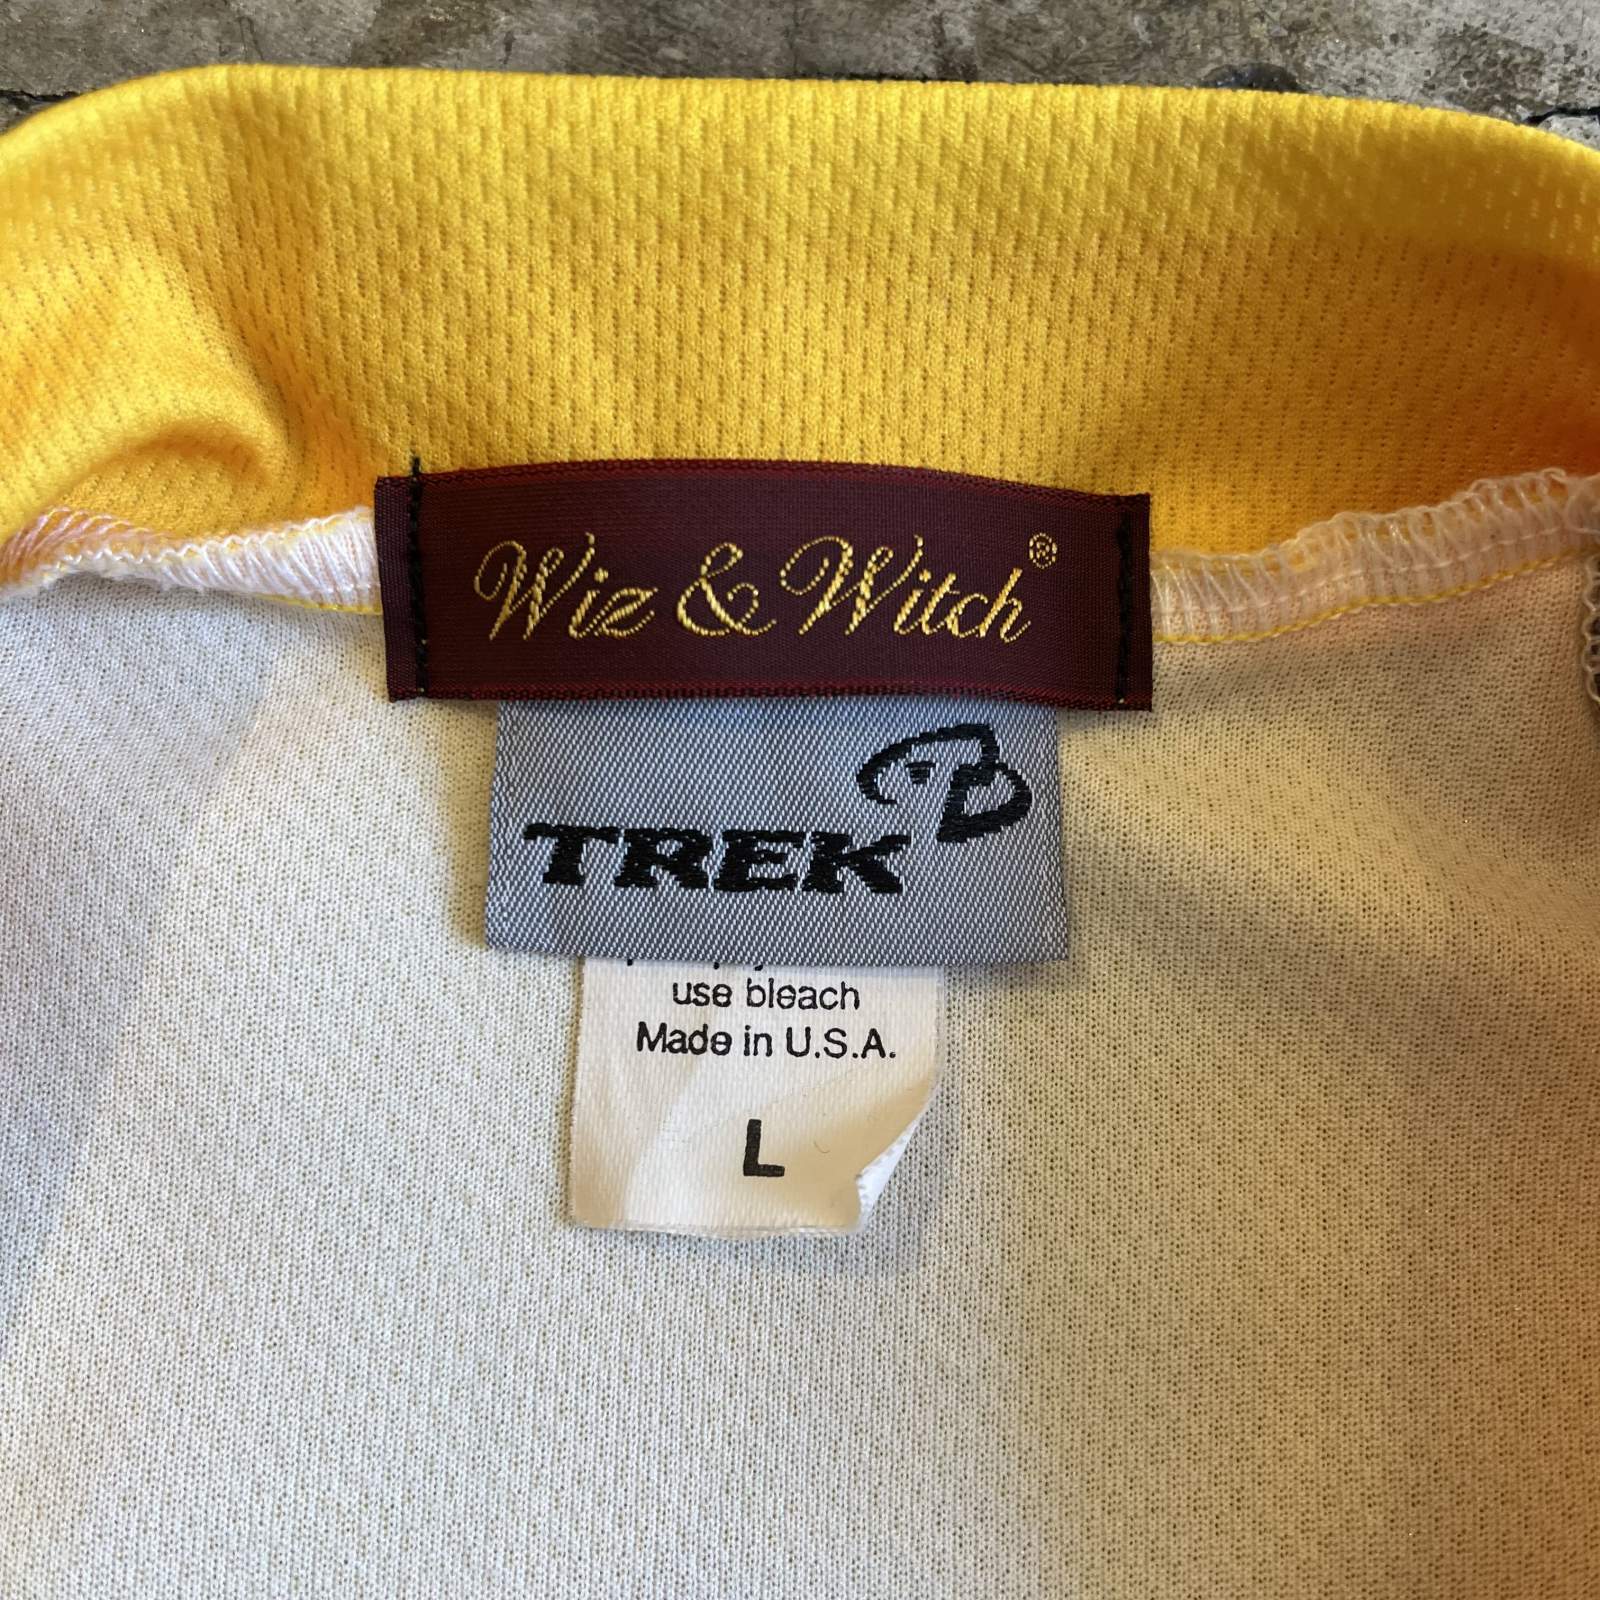 Wiz & Witch®
TREK
use bleach
Made in U.S.A.
L